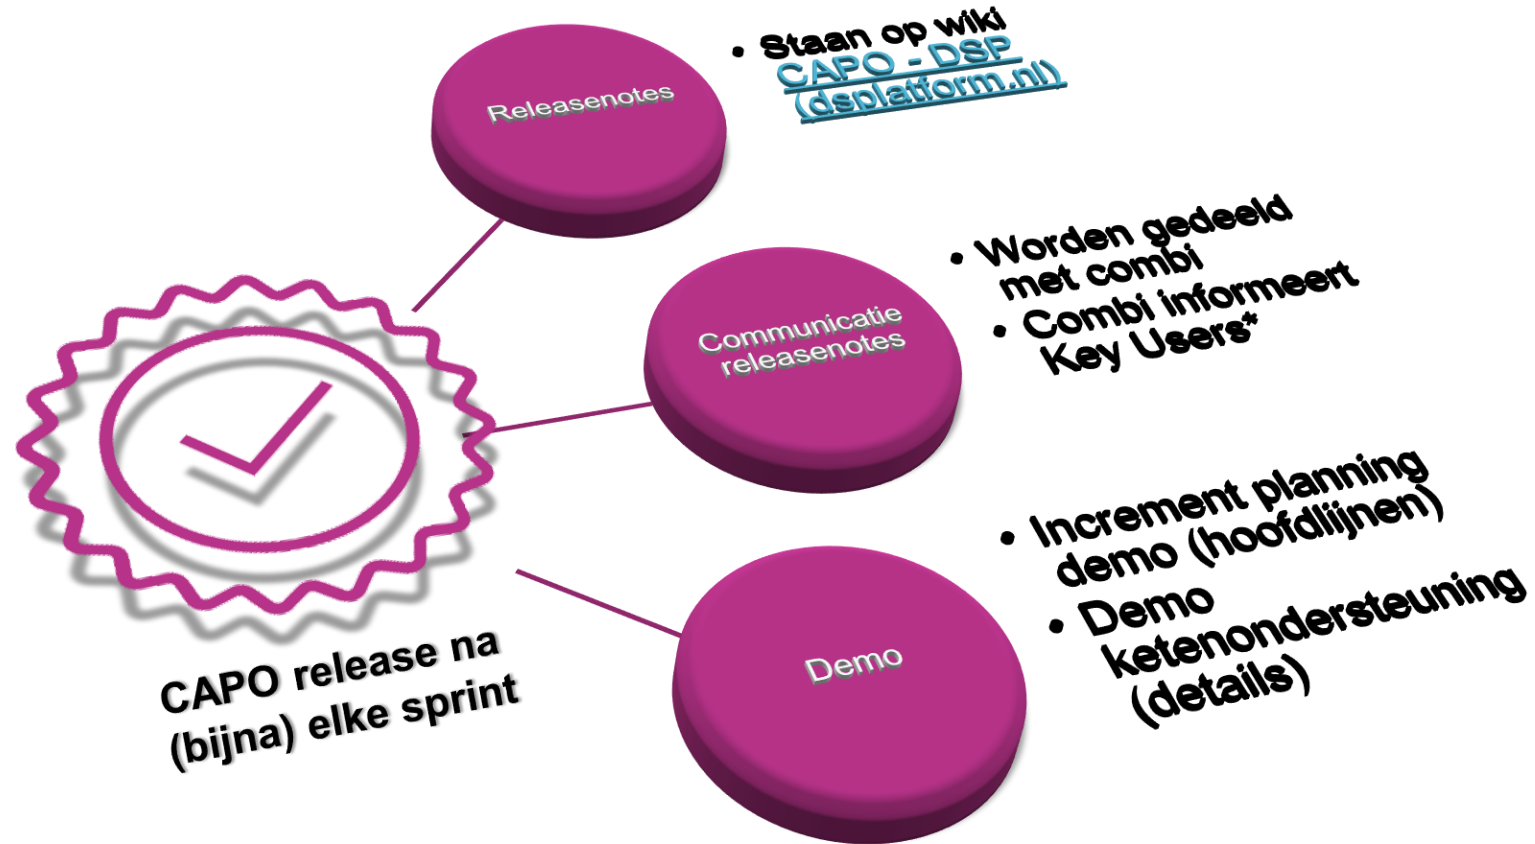 Releasenotes
• Staan op wiki
CAPO - DSP
(dsplatform.nl)
Communicatie
releasenotes
• Worden gedeeld
met combi
• Combi informeert
Key Users*
Demo
• Increment planning
demo (hoofdlijnen)
• Demo
ketenondersteuning
(details)
CAPO release na
(bijna) elke sprint